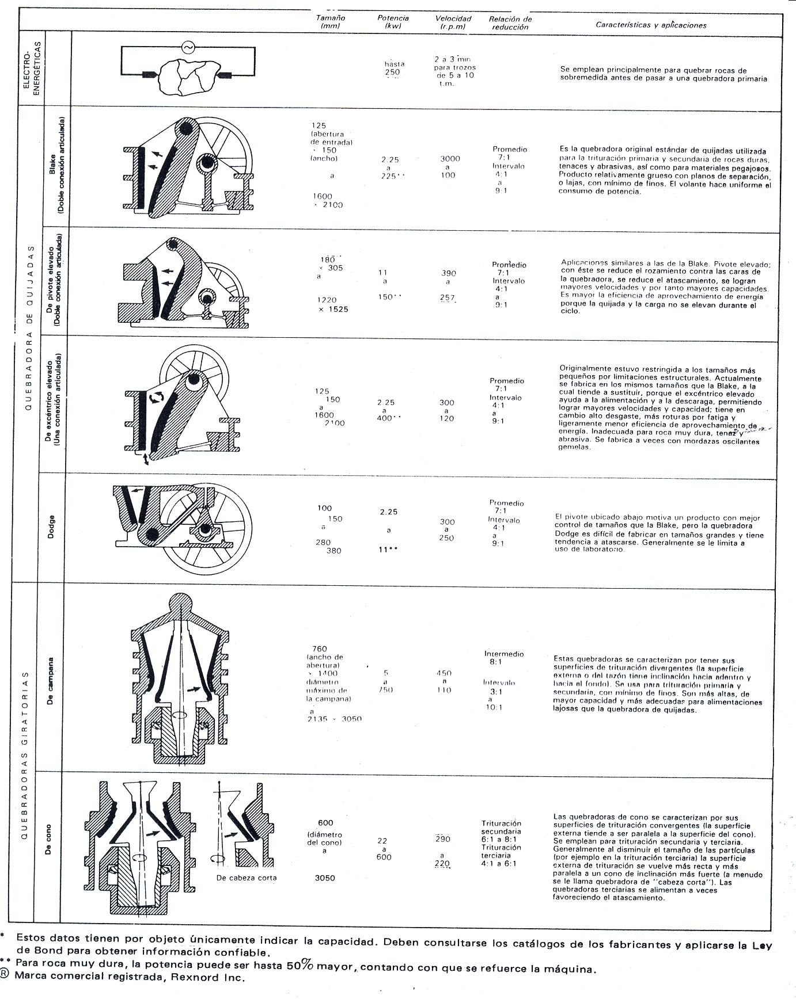 Tamaño
(mm)
Potencia
(kw)
Velocidad
(r.p.m)
Relación de
reducción
Características y aplicaciones
ELECTRO-
ENERGÉTICAS
hasta
250
2 a 3 min
para trozos
de 5 a 10
t.m.
Se emplean principalmente para quebrar rocas de
sobremedida antes de pasar a una quebradora primaria
QUEBRADORA DE QUIJADAS
Blake
(Doble conexión articulada)
125
(abertura
de entrada)
× 150
(ancho)
a
1600
× 2100
2.25
a
225**
3000
a
100
Promedio
7:1
Intervalo
4:1
a
9:1
Es la quebradora original estándar de quijadas utilizada
para la trituración primaria y secundaria de rocas duras,
tenaces y abrasivas, así como para materiales pegajosos.
Producto relativamente grueso con planos de separación,
o lajas, con mínimo de finos. El volante hace uniforme el
consumo de potencia.
De pivote elevado
(Doble conexión articulada)
180
× 305
a
1220
× 1525
11
a
150**
390
a
257
Promedio
7:1
Intervalo
4:1
a
9:1
Aplicaciones similares a las de la Blake. Pivote elevado;
con éste se reduce el rozamiento contra las caras de
la quebradora, se reduce el atascamiento, se logran
mayores velocidades y por tanto mayores capacidades.
Es mayor la eficiencia de aprovechamiento de energía
porque la quijada y la carga no se elevan durante el
ciclo.
De excéntrico elevado
(Una conexión articulada)
125
150
a
1600
2100
2.25
a
400**
300
a
120
Promedio
7:1
Intervalo
4:1
a
9:1
Originalmente estuvo restringida a los tamaños más
pequeños por limitaciones estructurales. Actualmente
se fabrica en los mismos tamaños que la Blake, a la
cual tiende a sustituir, porque el excéntrico elevado
ayuda a la alimentación y a la descaraga, permitiendo
lograr mayores velocidades y capacidad; tiene en
cambio alto desgaste, más roturas por fatiga y
ligeramente menor eficiencia de aprovechamiento de
energía. Inadecuada para roca muy dura, tenaz y
abrasiva. Se fabrica a veces con mordazas oscilantes
gemelas.
Dodge
100
150
a
280
380
2.25
a
11**
300
a
250
Promedio
7:1
Intervalo
4:1
a
9:1
El pivote ubicado abajo motiva un producto con mejor
control de tamaños que la Blake, pero la quebradora
Dodge es difícil de fabricar en tamaños grandes y tiene
tendencia a atascarse. Generalmente se le limita a
uso de laboratorio.
QUEBRADORAS GIRATORIAS
De campana
760
(ancho de
abertura)
× 1400
diámetro
máximo de
la campana)
a
2135 × 3050
5
a
750
450
a
110
Intermedio
8:1
Intervalo
3:1
a
10:1
Estas quebradoras se caracterizan por tener sus
superficies de trituración divergentes (la superficie
externa o del tazón tiene inclinación hacia adentro y
hacia el fondo). Se usa para trituración primaria y
secundaria, con mínimo de finos. Son más altas, de
mayor capacidad y más adecuadas para alimentaciones
lajosas que la quebradora de quijadas.
De cono
De cabeza corta
600
(diámetro
del cono)
a
3050
22
a
600
290
a
220
Trituración
secundaria
6:1 a 8:1
Trituración
terciaria
4:1 a 6:1
Las quebradoras de cono se caracterizan por sus
superficies de trituración convergentes (la superficie
externa tiende a ser paralela a la superficie del cono).
Se emplean para trituración secundaria y terciaria.
Generalmente al disminuir el tamaño de las partículas
(por ejemplo en la trituración terciaria) la superficie
externa de trituración se vuelve más recta y más
paralela a un cono de inclinación más fuerte (a menudo
se le llama quebradora de "cabeza corta"). Las
quebradoras terciarias se alimentan a veces
favoreciendo el atascamiento.
* Estos datos tienen por objeto únicamente indicar la capacidad. Deben consultarse los catálogos de los fabricantes y aplicarse la Ley
de Bond para obtener información confiable.
** Para roca muy dura, la potencia puede ser hasta 50% mayor, contando con que se refuerce la máquina.
® Marca comercial registrada, Rexnord Inc.